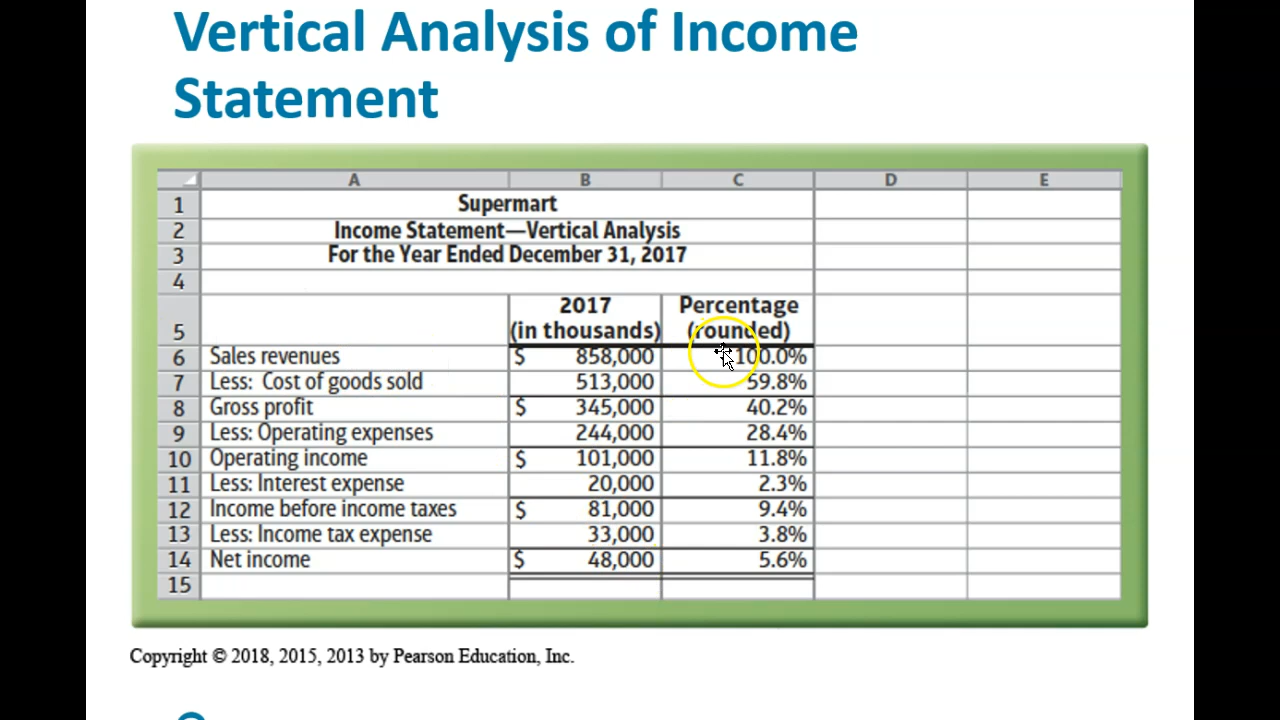 Vertical Analysis of Income
Statement
A B C D E
1 Supermart
2 Income Statement—Vertical Analysis
3 For the Year Ended December 31, 2017
4
2017 Percentage
5 (in thousands) (rounded)
6 Sales revenues $ 858,000 100.0%
7 Less: Cost of goods sold 513,000 59.8%
8 Gross profit $ 345,000 40.2%
9 Less: Operating expenses 244,000 28.4%
10 Operating income $ 101,000 11.8%
11 Less: Interest expense 20,000 2.3%
12 Income before income taxes $ 81,000 9.4%
13 Less: Income tax expense 33,000 3.8%
14 Net income $ 48,000 5.6%
15
Copyright © 2018, 2015, 2013 by Pearson Education, Inc.